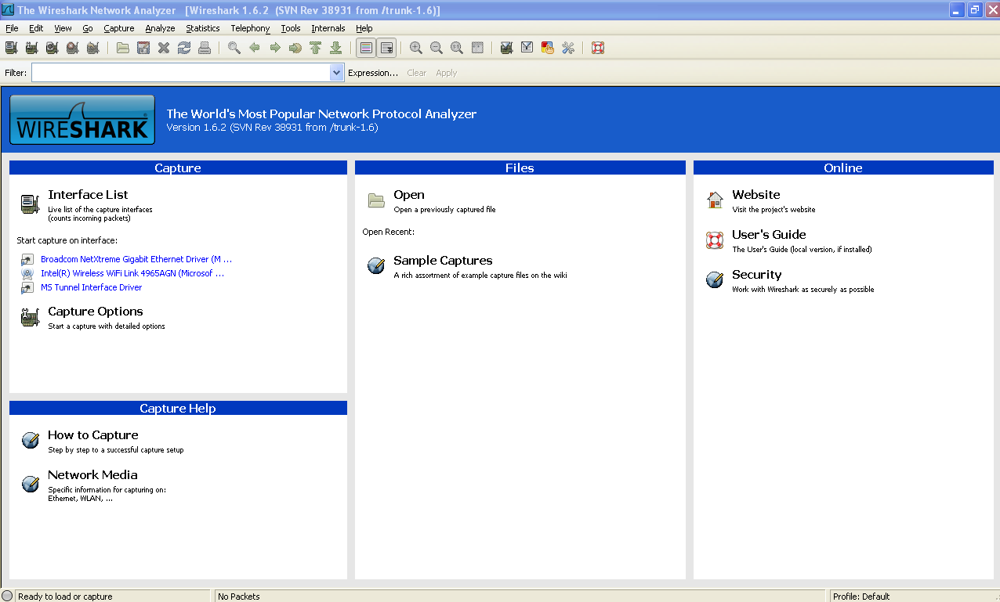 The Wireshark Network Analyzer [Wireshark 1.6.2 (SVN Rev 38931 from /trunk-1.6)]
File Edit View Go Capture Analyze Statistics Telephony Tools Internals Help
Filter: Expression... Clear Apply
WIRESHARK
The World's Most Popular Network Protocol Analyzer
Version 1.6.2 (SVN Rev 38931 from /trunk-1.6)
Capture
Interface List
Live list of the capture interfaces
(counts incoming packets)
Start capture on interface:
Broadcom NetXtreme Gigabit Ethernet Driver (M ...
Intel(R) Wireless WiFi Link 4965AGN (Microsof ...
MS Tunnel Interface Driver
Capture Options
Start a capture with detailed options
Capture Help
How to Capture
Step by step to a successful capture setup
Network Media
Specific information for capturing on:
Ethernet, WLAN, ...
Files
Open
Open a previously captured file
Open Recent:
Sample Captures
A rich assortment of example capture files on the wiki
Online
Website
Visit the project's website
User's Guide
The User's Guide (local version, if installed)
Security
Work with Wireshark as securely as possible
Ready to load or capture
No Packets
Profile: Default